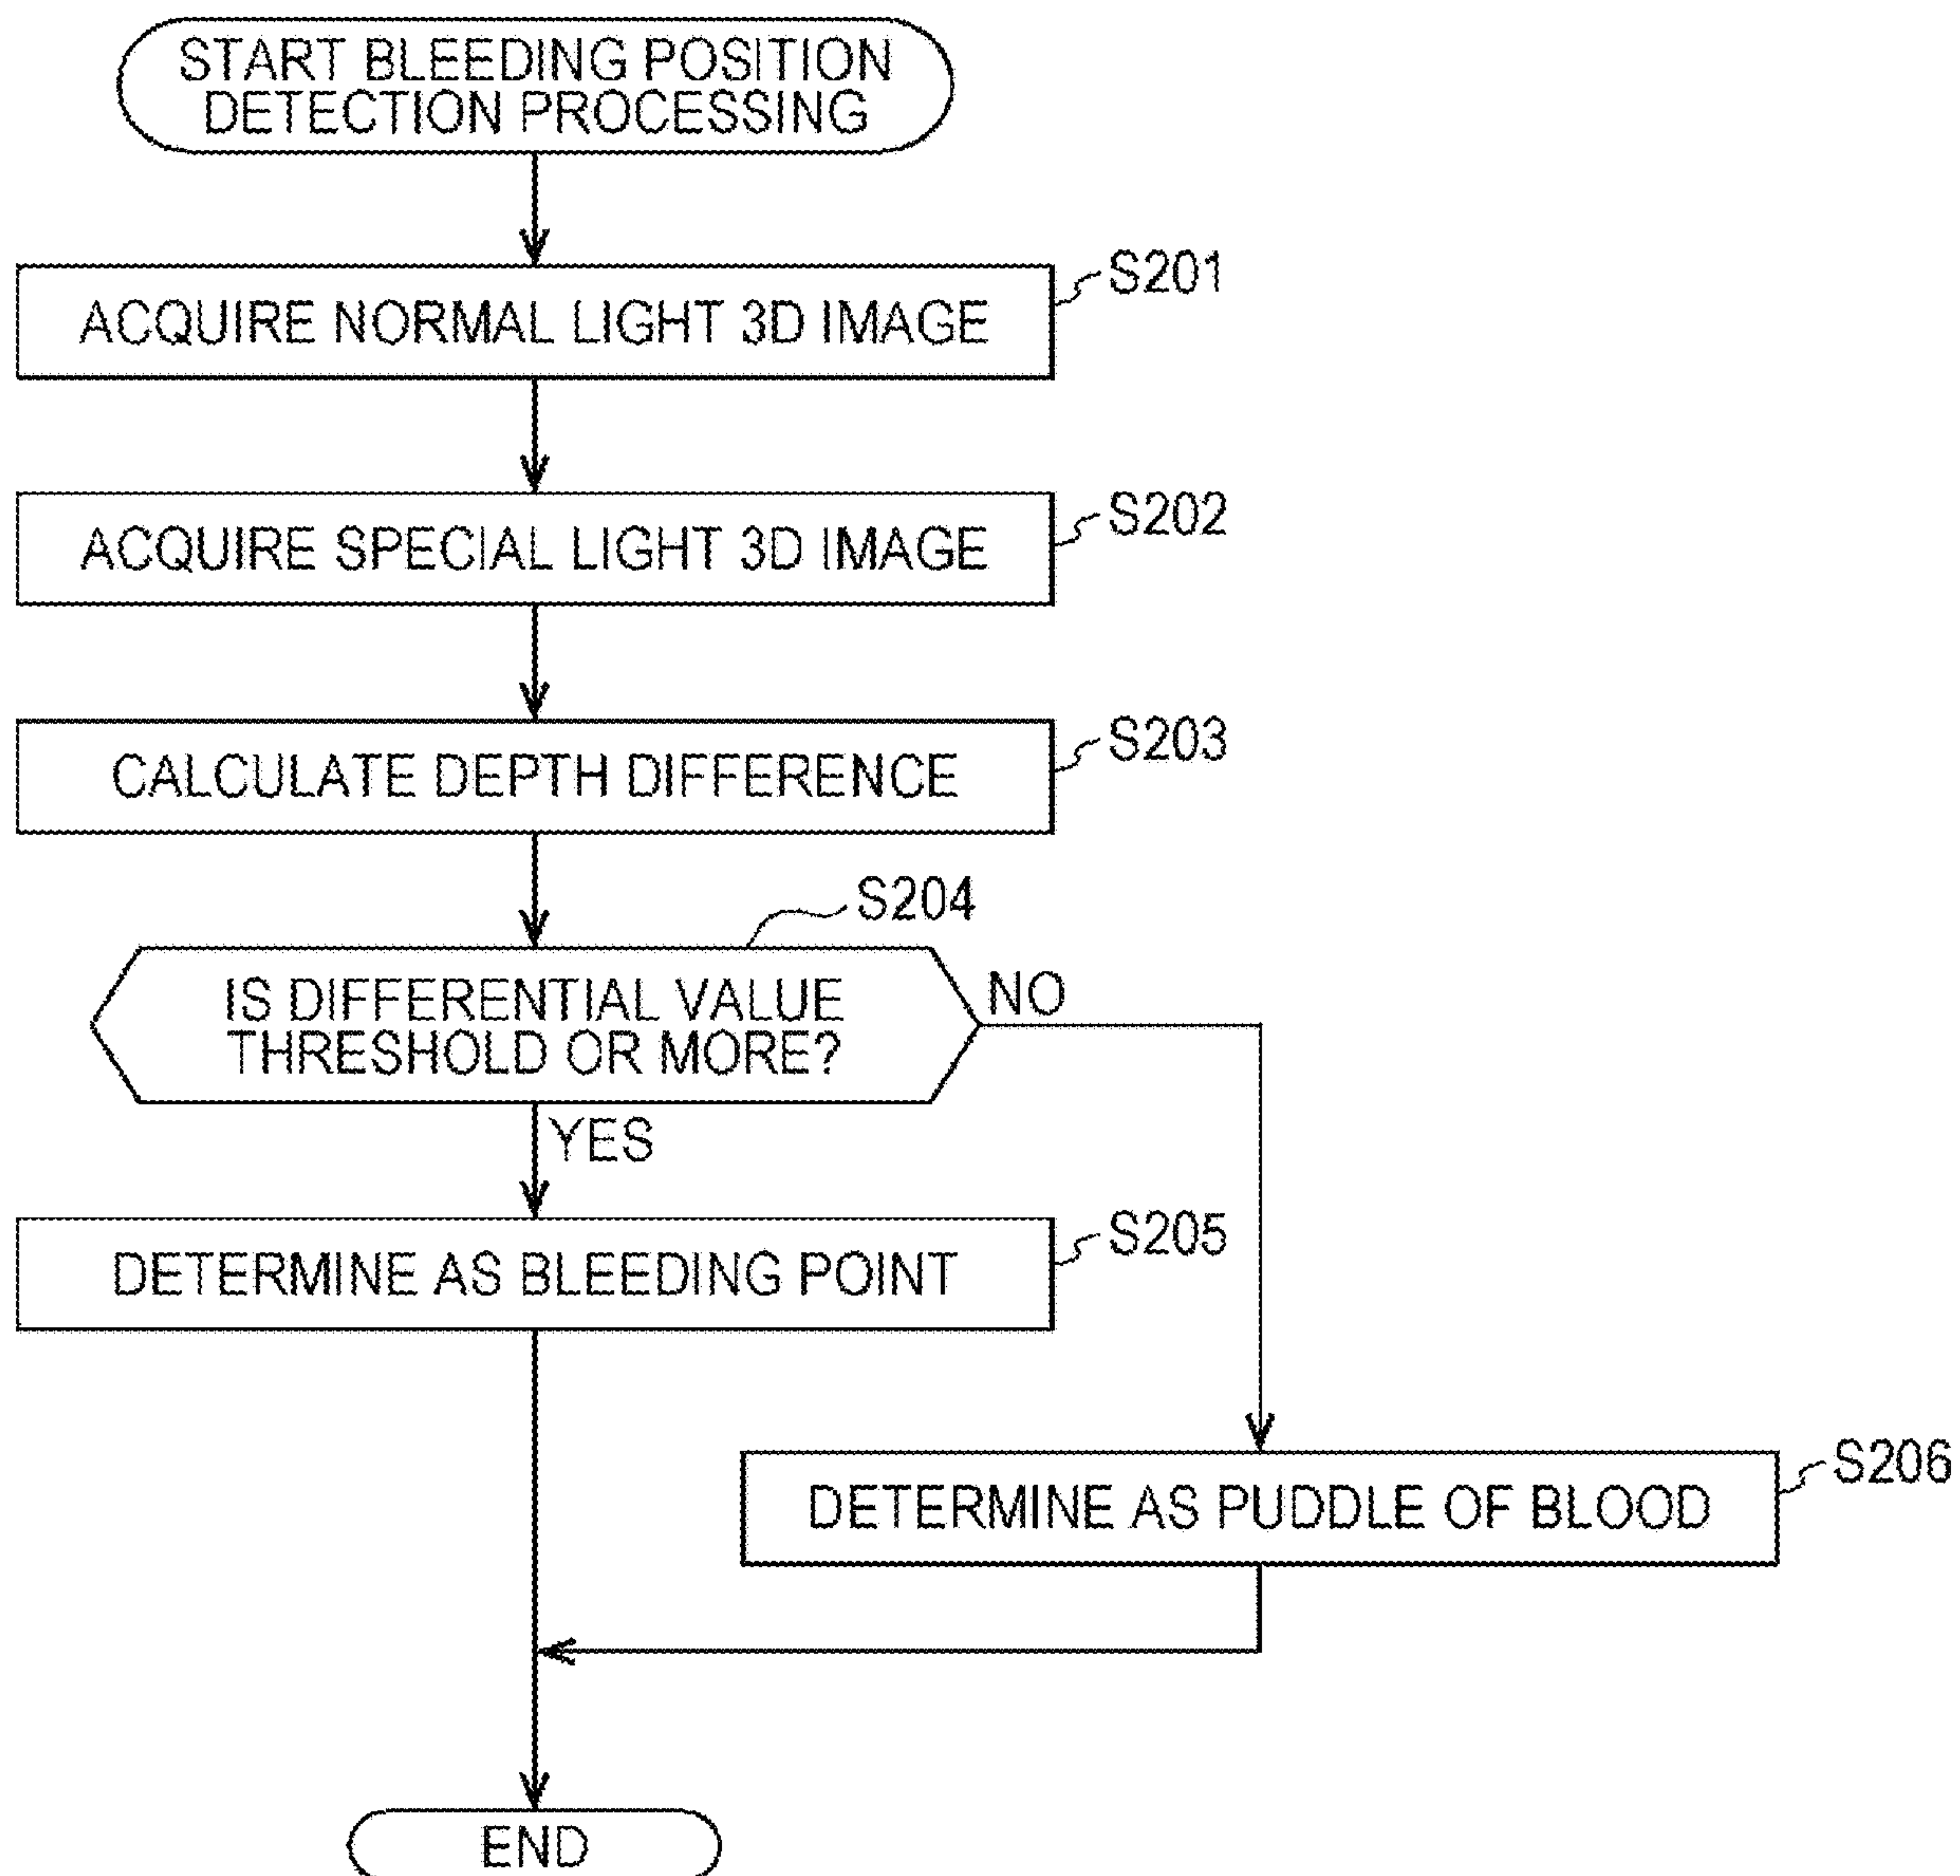 START BLEEDING POSITION
DETECTION PROCESSING
S201
ACQUIRE NORMAL LIGHT 3D IMAGE
S202
ACQUIRE SPECIAL LIGHT 3D IMAGE
S203
CALCULATE DEPTH DIFFERENCE
S204
IS DIFFERENTIAL VALUE
THRESHOLD OR MORE?
NO
YES
S205
DETERMINE AS BLEEDING POINT
S206
DETERMINE AS PUDDLE OF BLOOD
END